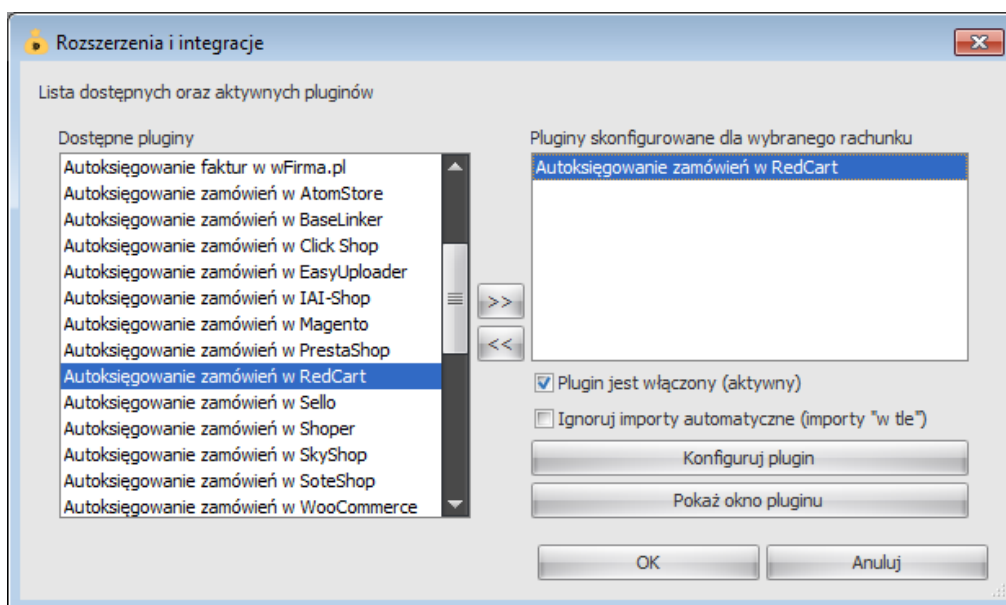 Rozszerzenia i integracje
Lista dostępnych oraz aktywnych pluginów
Dostępne pluginy
Autoksięgowanie faktur w wFirma.pl
Autoksięgowanie zamówień w AtomStore
Autoksięgowanie zamówień w BaseLinker
Autoksięgowanie zamówień w Click Shop
Autoksięgowanie zamówień w EasyUploader
Autoksięgowanie zamówień w IAI-Shop
Autoksięgowanie zamówień w Magento
Autoksięgowanie zamówień w PrestaShop
Autoksięgowanie zamówień w RedCart
Autoksięgowanie zamówień w Sello
Autoksięgowanie zamówień w Shoper
Autoksięgowanie zamówień w SkyShop
Autoksięgowanie zamówień w SoteShop
Autoksięgowanie zamówień w WooCommerce
>>
<<
Pluginy skonfigurowane dla wybranego rachunku
Autoksięgowanie zamówień w RedCart
Plugin jest włączony (aktywny)
Ignoruj importy automatyczne (importy "w tle")
Konfiguruj plugin
Pokaż okno pluginu
OK
Anuluj